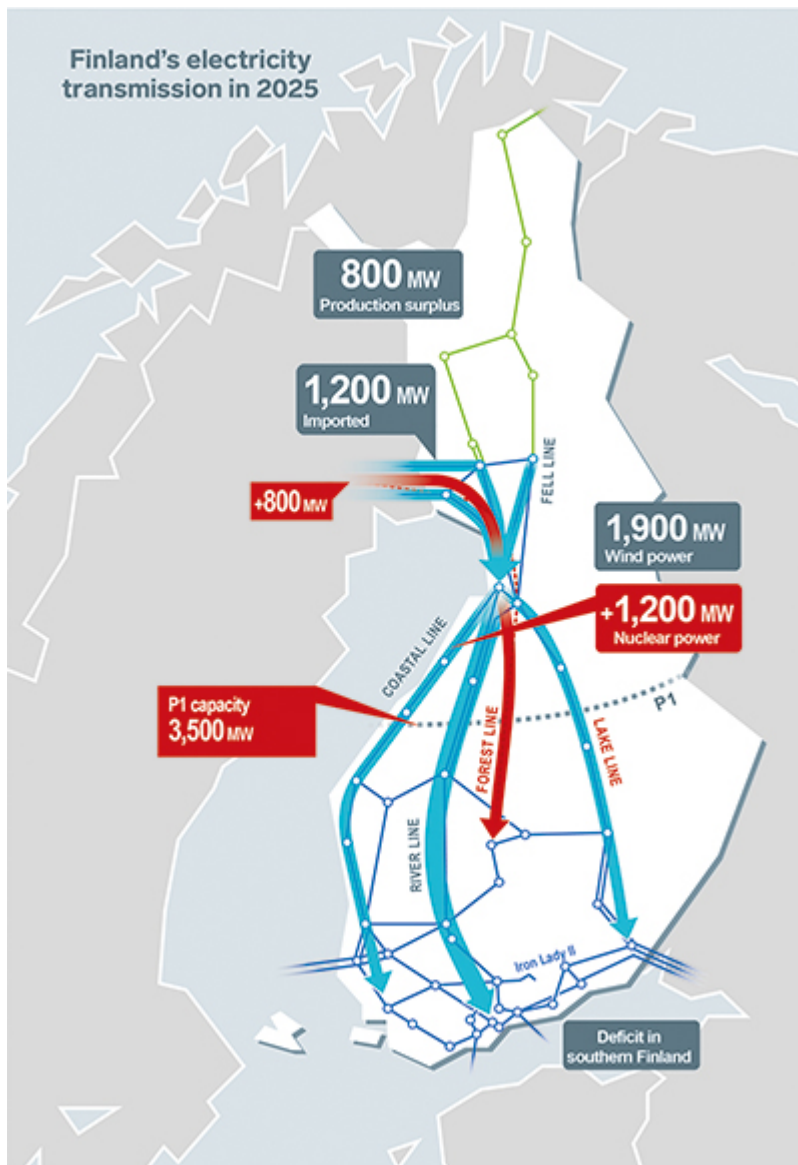 Finland's electricity
transmission in 2025
800 MW
Production surplus
1,200 MW
Imported
+800 MW
FELL LINE
1,900 MW
Wind power
+1,200 MW
Nuclear power
COASTAL LINE
P1 capacity
3,500 MW
P1
FOREST LINE
LAKE LINE
RIVER LINE
Iron Lady II
Deficit in
southern Finland